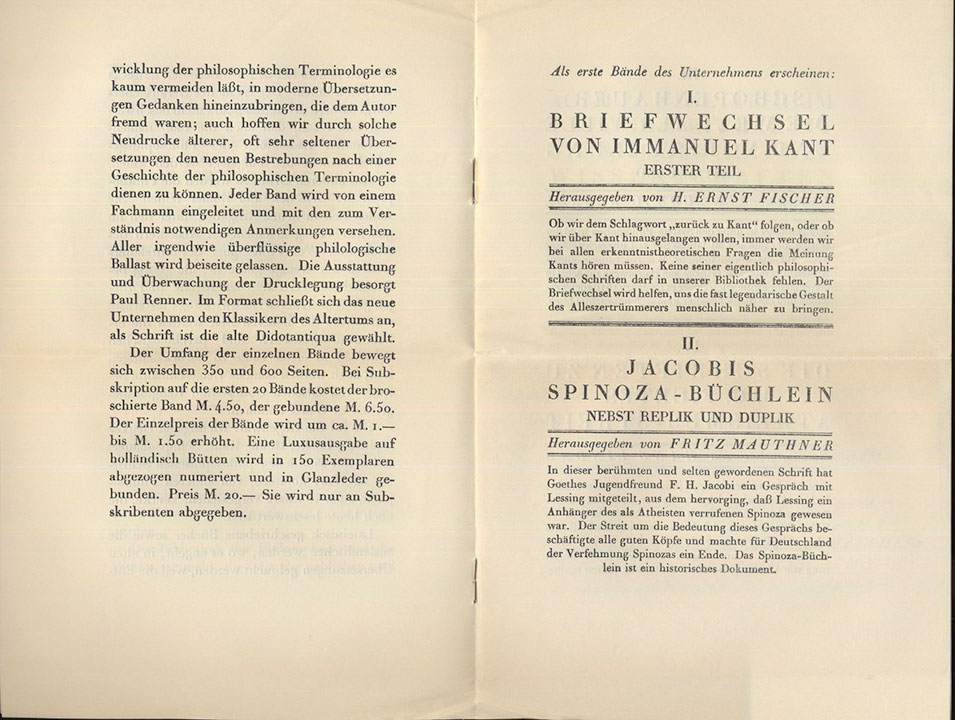 wicklung der philosophischen Terminologie es
kaum vermeiden läßt, in moderne Übersetzun-
gen Gedanken hineinzubringen, die dem Autor
fremd waren; auch hoffen wir durch solche
Neudrucke älterer, oft sehr seltener Über-
setzungen den neuen Bestrebungen nach einer
Geschichte der philosophischen Terminologie
dienen zu können. Jeder Band wird von einem
Fachmann eingeleitet und mit den zum Ver-
ständnis notwendigen Anmerkungen versehen.
Aller irgendwie überflüssige philologische
Ballast wird beiseite gelassen. Die Ausstattung
und Überwachung der Drucklegung besorgt
Paul Renner. Im Format schließt sich das neue
Unternehmen den Klassikern des Altertums an,
als Schrift ist die alte Didotantiqua gewählt.
Der Umfang der einzelnen Bände bewegt
sich zwischen 350 und 600 Seiten. Bei Sub-
skription auf die ersten 20 Bände kostet der bro-
schierte Band M. 4.50, der gebundene M. 6.50.
Der Einzelpreis der Bände wird um ca. M. 1.—
bis M. 1.50 erhöht. Eine Luxusausgabe auf
holländisch Bütten wird in 150 Exemplaren
abgezogen numeriert und in Glanzleder ge-
bunden. Preis M. 20.— Sie wird nur an Sub-
skribenten abgegeben.
Als erste Bände des Unternehmens erscheinen:
I.
BRIEFWECHSEL
VON IMMANUEL KANT
ERSTER TEIL
Herausgegeben von H. ERNST FISCHER
Ob wir dem Schlagwort „zurück zu Kant“ folgen, oder ob
wir über Kant hinausgelangen wollen, immer werden wir
bei allen erkenntnistheoretischen Fragen die Meinung
Kants hören müssen. Keine seiner eigentlich philosophi-
schen Schriften darf in unserer Bibliothek fehlen. Der
Briefwechsel wird helfen, uns die fast legendarische Gestalt
des Alleszertrümmerers menschlich näher zu bringen.
II.
JACOBIS
SPINOZA-BÜCHLEIN
NEBST REPLIK UND DUPLIK
Herausgegeben von FRITZ MAUTHNER
In dieser berühmten und selten gewordenen Schrift hat
Goethes Jugendfreund F. H. Jacobi ein Gespräch mit
Lessing mitgeteilt, aus dem hervorging, daß Lessing ein
Anhänger des als Atheisten verrufenen Spinoza gewesen
war. Der Streit um die Bedeutung dieses Gesprächs be-
schäftigte alle guten Köpfe und machte für Deutschland
der Verfehmung Spinozas ein Ende. Das Spinoza-Büch-
lein ist ein historisches Dokument.